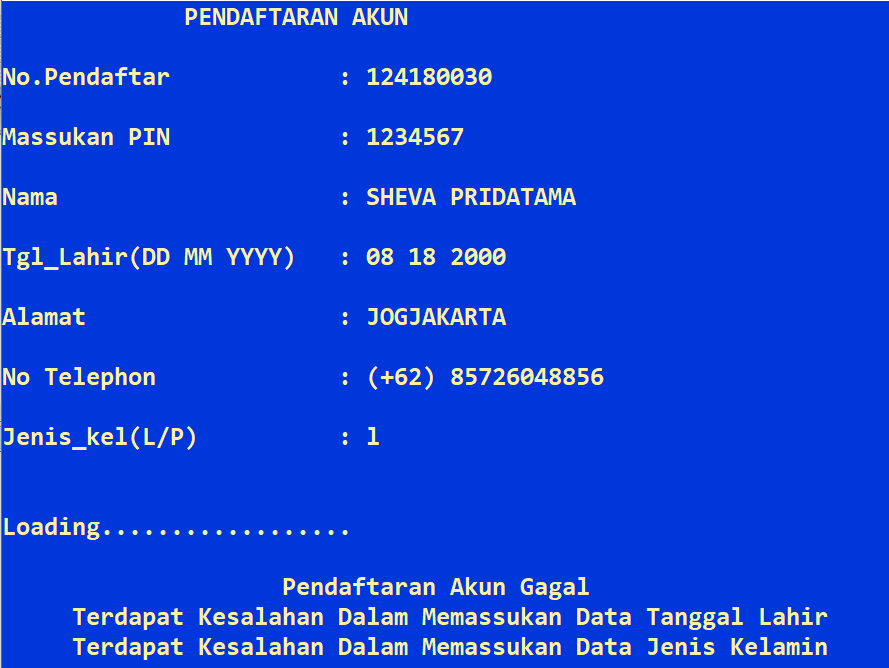 PENDAFTARAN AKUN
No.Pendaftar : 124180030
Massukan PIN : 1234567
Nama : SHEVA PRIDATAMA
Tgl_Lahir(DD MM YYYY) : 08 18 2000
Alamat : JOGJAKARTA
No Telephon : (+62) 85726048856
Jenis_kel(L/P) : l
Loading..................
Pendaftaran Akun Gagal
Terdapat Kesalahan Dalam Memassukan Data Tanggal Lahir
Terdapat Kesalahan Dalam Memassukan Data Jenis Kelamin